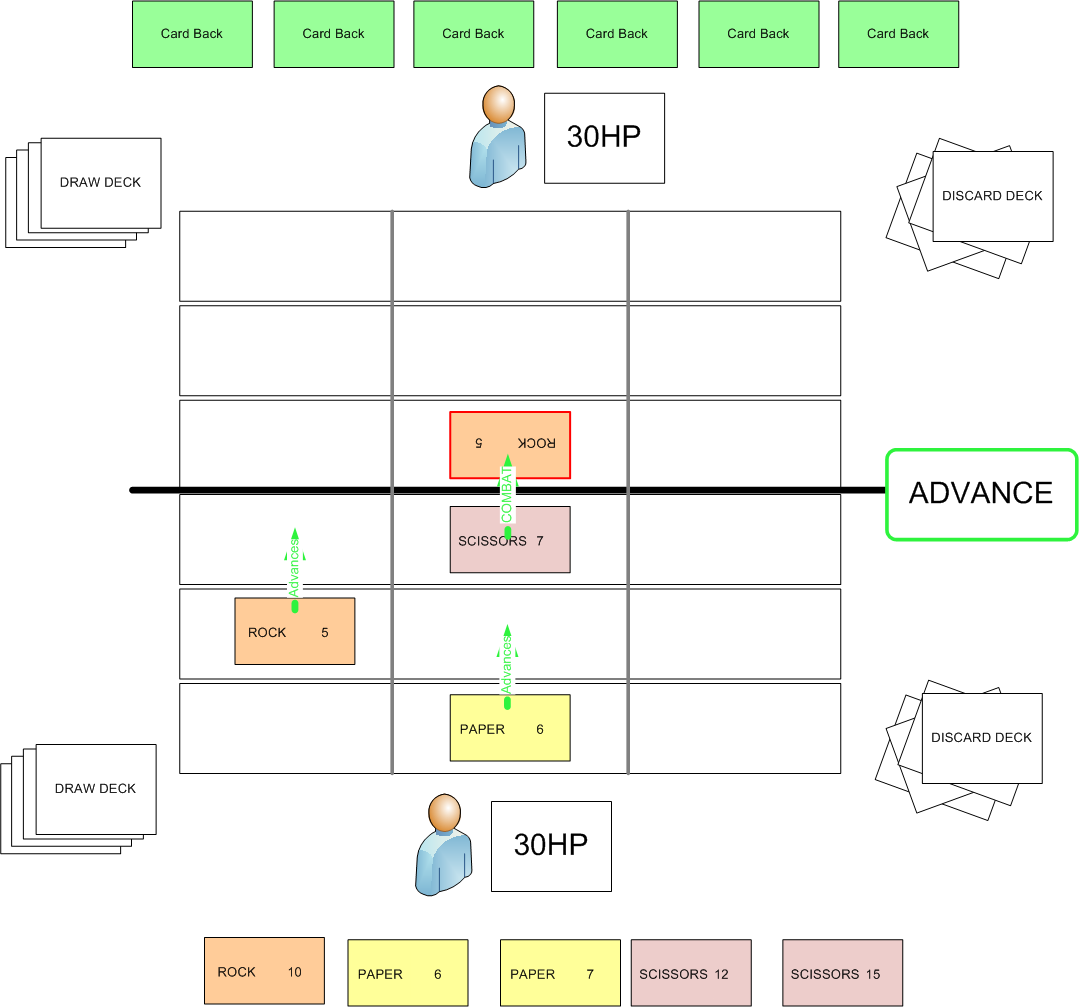 Card Back
Card Back
Card Back
Card Back
Card Back
Card Back
30HP
DRAW DECK
DISCARD DECK
ROCK 5
COMBAT
ADVANCE
SCISSORS 7
Advances
ROCK 5
Advances
PAPER 6
DISCARD DECK
DRAW DECK
30HP
ROCK 10
PAPER 6
PAPER 7
SCISSORS 12
SCISSORS 15